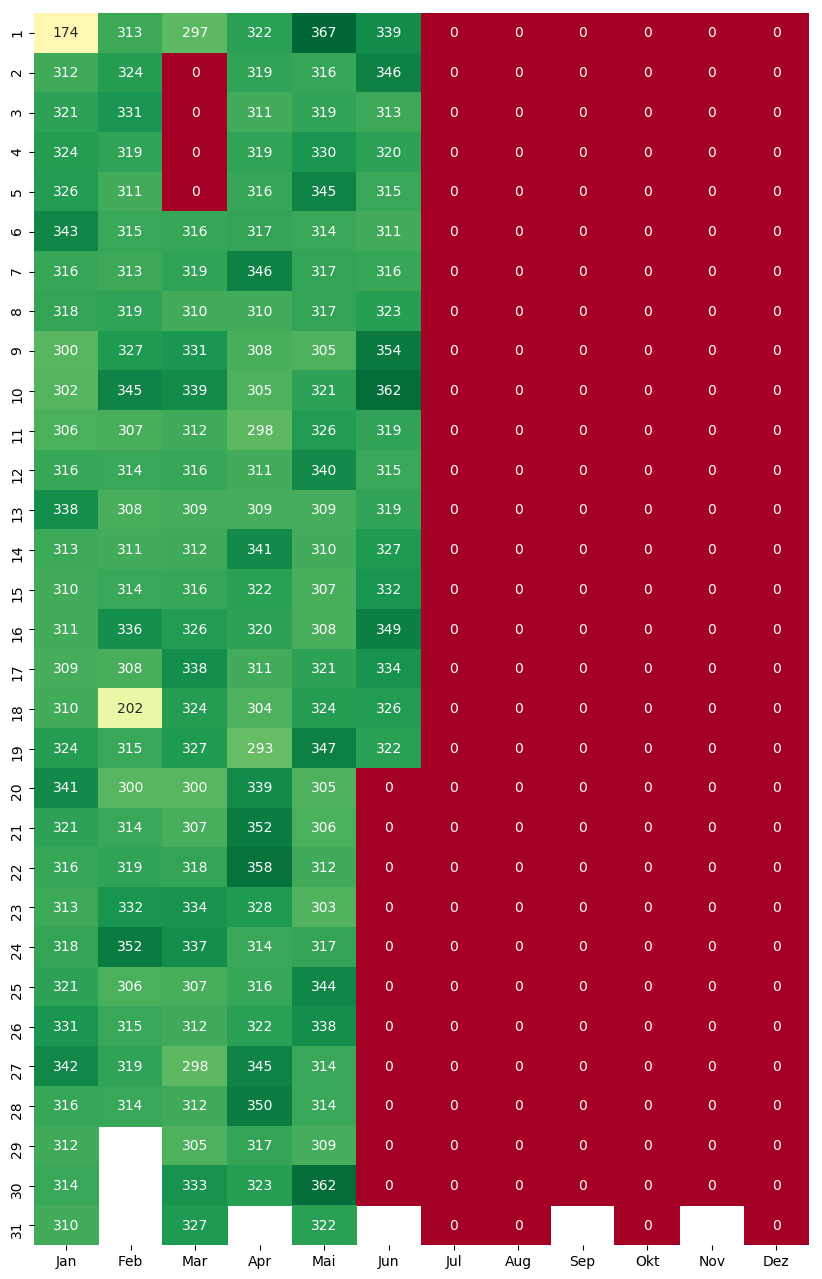 1 174 313 297 322 367 339 0 0 0 0 0 0
2 312 324 0 319 316 346 0 0 0 0 0 0
3 321 331 0 311 319 313 0 0 0 0 0 0
4 324 319 0 319 330 320 0 0 0 0 0 0
5 326 311 0 316 345 315 0 0 0 0 0 0
6 343 315 316 317 314 311 0 0 0 0 0 0
7 316 313 319 346 317 316 0 0 0 0 0 0
8 318 319 310 310 317 323 0 0 0 0 0 0
9 300 327 331 308 305 354 0 0 0 0 0 0
10 302 345 339 305 321 362 0 0 0 0 0 0
11 306 307 312 298 326 319 0 0 0 0 0 0
12 316 314 316 311 340 315 0 0 0 0 0 0
13 338 308 309 309 309 319 0 0 0 0 0 0
14 313 311 312 341 310 327 0 0 0 0 0 0
15 310 314 316 322 307 332 0 0 0 0 0 0
16 311 336 326 320 308 349 0 0 0 0 0 0
17 309 308 338 311 321 334 0 0 0 0 0 0
18 310 202 324 304 324 326 0 0 0 0 0 0
19 324 315 327 293 347 322 0 0 0 0 0 0
20 341 300 300 339 305 0 0 0 0 0 0 0
21 321 314 307 352 306 0 0 0 0 0 0 0
22 316 319 318 358 312 0 0 0 0 0 0 0
23 313 332 334 328 303 0 0 0 0 0 0 0
24 318 352 337 314 317 0 0 0 0 0 0 0
25 321 306 307 316 344 0 0 0 0 0 0 0
26 331 315 312 322 338 0 0 0 0 0 0 0
27 342 319 298 345 314 0 0 0 0 0 0 0
28 316 314 312 350 314 0 0 0 0 0 0 0
29 312 305 317 309 0 0 0 0 0 0 0
30 314 333 323 362 0 0 0 0 0 0 0
31 310 327 322 0 0 0 0
Jan Feb Mar Apr Mai Jun Jul Aug Sep Okt Nov Dez